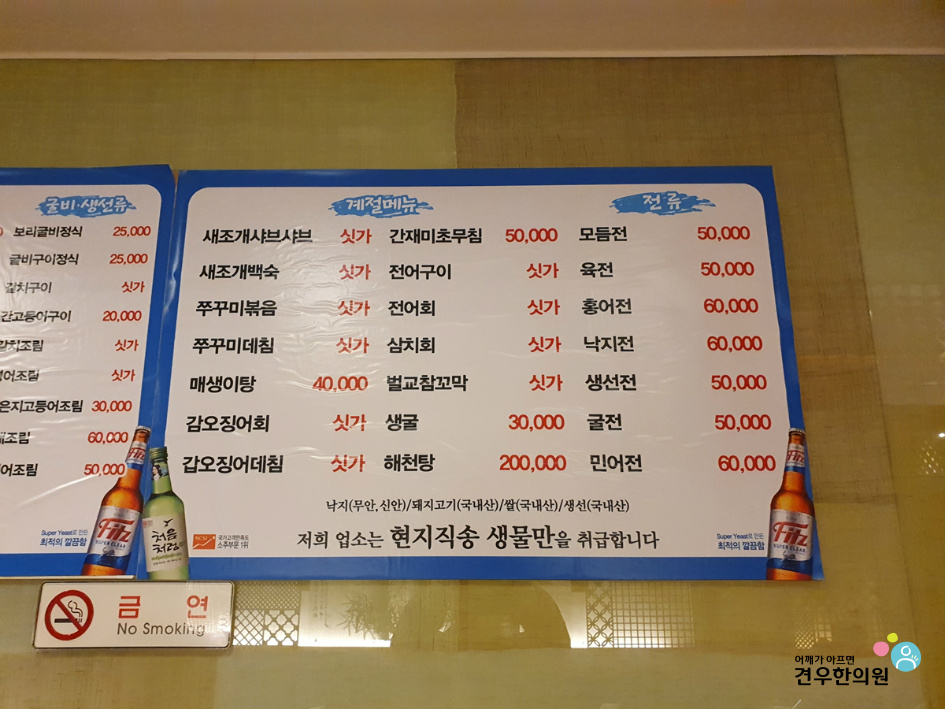 굴비·생선류
보리굴비정식 25,000
굴비구이정식 25,000
갈치구이 싯가
간고등어구이 20,000
갈치조림 싯가
조림 싯가
묵은지고등어조림 30,000
조림 60,000
어조림 50,000
계절메뉴 전류
새조개샤브샤브 싯가 간재미초무침 50,000 모듬전 50,000
새조개백숙 싯가 전어구이 싯가 육전 50,000
쭈꾸미볶음 싯가 전어회 싯가 홍어전 60,000
쭈꾸미데침 싯가 삼치회 싯가 낙지전 60,000
매생이탕 40,000 벌교참꼬막 싯가 생선전 50,000
갑오징어회 싯가 생굴 30,000 굴전 50,000
갑오징어데침 싯가 해천탕 200,000 민어전 60,000
낙지(무안,신안)/돼지고기(국내산)/쌀(국내산)/생선(국내산)
저희 업소는 현지직송 생물만을 취급합니다
Super Yeast로 만든
최적의 깔끔함
Fitz
SUPER CLEAR
처음
처럼
국가고객만족도
소주부문 1위
Super Yeast로 만든
최적의 깔끔함
Fitz
SUPER CLEAR
금연
No Smoking
어깨가 아프면
견우한의원